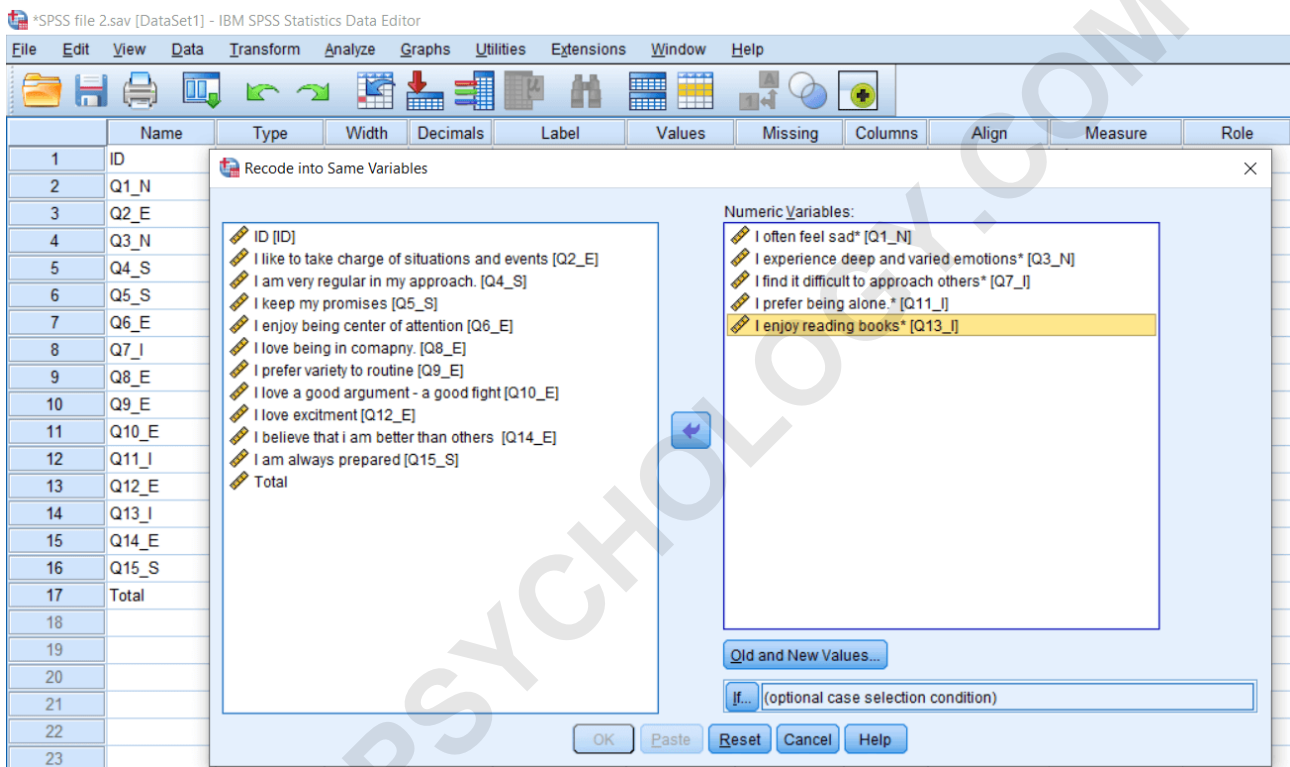 *SPSS file 2.sav [DataSet1] - IBM SPSS Statistics Data Editor
File Edit View Data Transform Analyze Graphs Utilities Extensions Window Help
Name Type Width Decimals Label Values Missing Columns Align Measure Role
1 ID
2 Q1_N
3 Q2_E
4 Q3_N
5 Q4_S
6 Q5_S
7 Q6_E
8 Q7_I
9 Q8_E
10 Q9_E
11 Q10_E
12 Q11_I
13 Q12_E
14 Q13_I
15 Q14_E
16 Q15_S
17 Total
18
19
20
21
22
23
Recode into Same Variables
ID [ID]
I like to take charge of situations and events [Q2_E]
I am very regular in my approach. [Q4_S]
I keep my promises [Q5_S]
I enjoy being center of attention [Q6_E]
I love being in comapny. [Q8_E]
I prefer variety to routine [Q9_E]
I love a good argument - a good fight [Q10_E]
I love excitment [Q12_E]
I believe that i am better than others [Q14_E]
I am always prepared [Q15_S]
Total
Numeric Variables:
I often feel sad* [Q1_N]
I experience deep and varied emotions* [Q3_N]
I find it difficult to approach others* [Q7_I]
I prefer being alone.* [Q11_I]
I enjoy reading books* [Q13_I]
Old and New Values...
If... (optional case selection condition)
OK Paste Reset Cancel Help
PSYCHOLOGY.COM